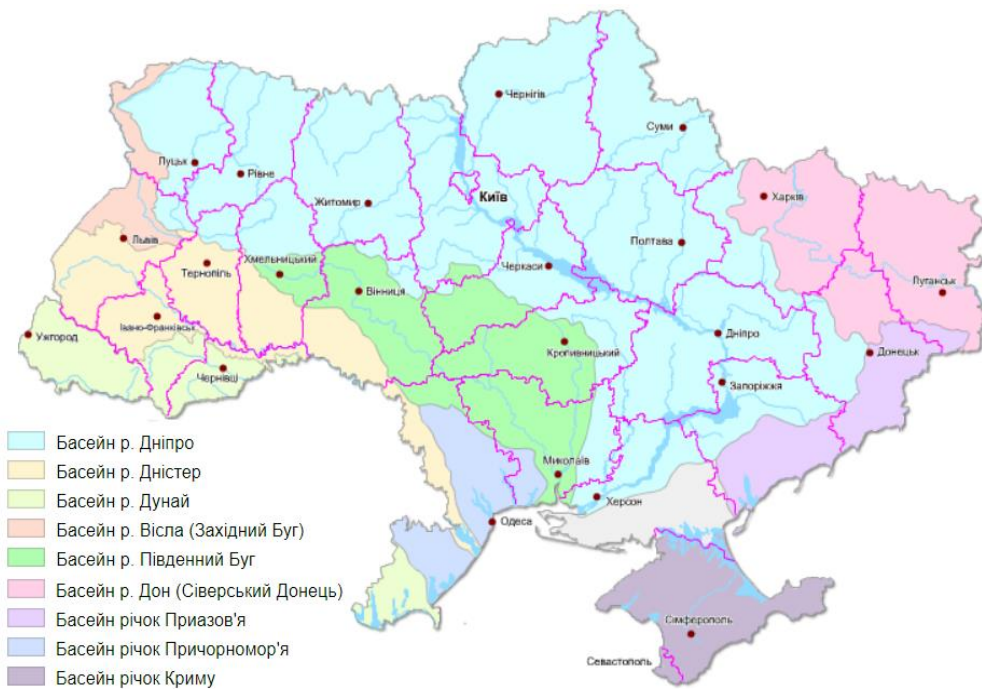 Чернігів
Суми
Луцьк
Рівне
Київ
Житомир
Харків
Львів
Полтава
Хмельницький
Черкаси
Тернопіль
Вінниця
Луганськ
Івано-Франківськ
Дніпро
Ужгород
Кропивницький
Донецьк
Чернівці
Запоріжжя
Басейн р. Дніпро
Басейн р. Дністер
Миколаїв
Басейн р. Дунай
Херсон
Одеса
Басейн р. Вісла (Західний Буг)
Басейн р. Південний Буг
Басейн р. Дон (Сіверський Донець)
Басейн річок Приазов'я
Сімферополь
Басейн річок Причорномор'я
Севастополь
Басейн річок Криму